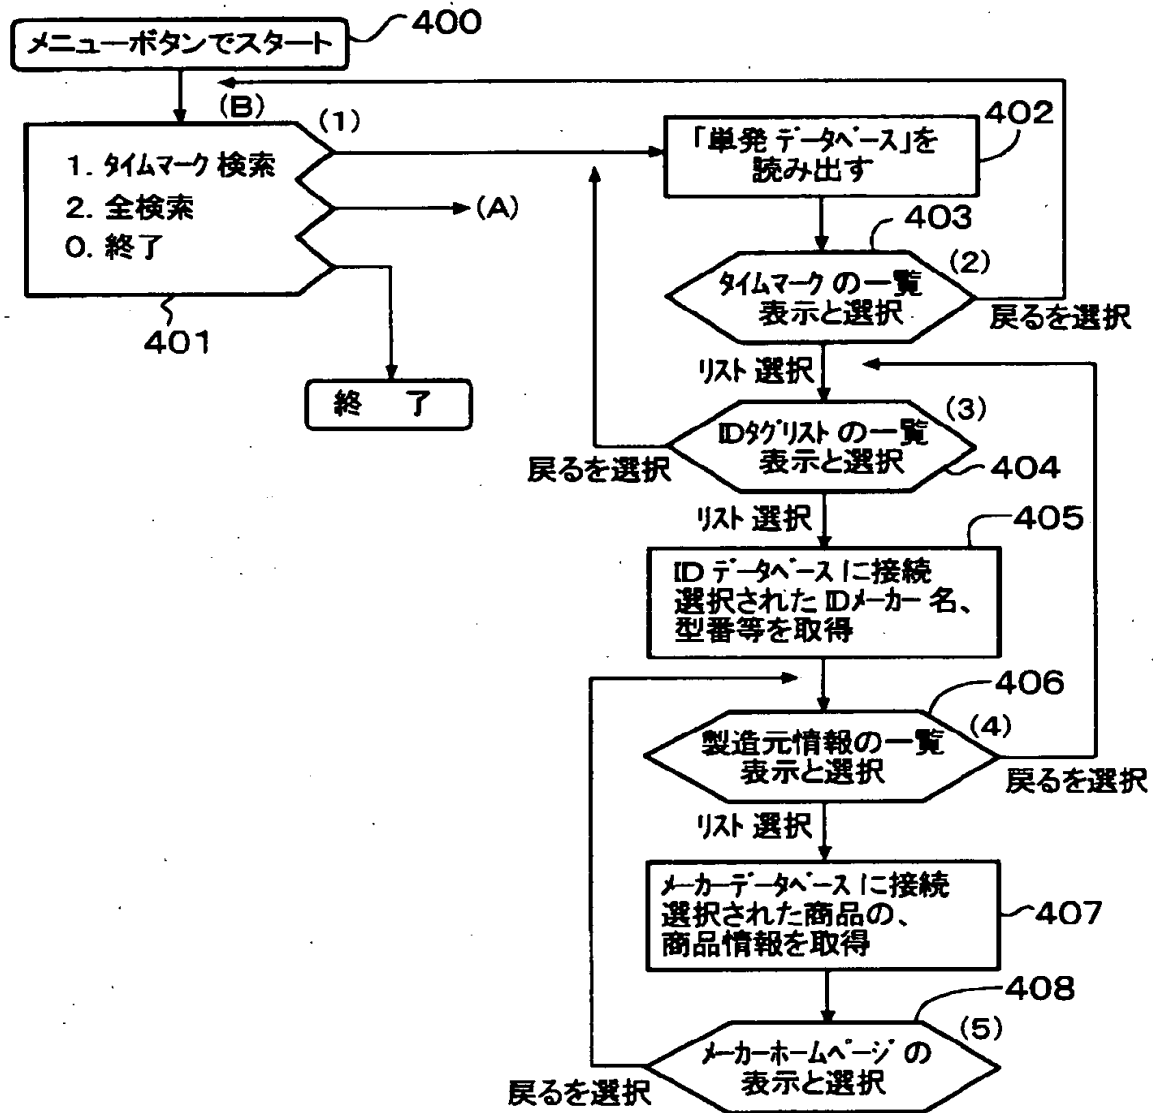 メニューボタンでスタート
400
(B)
(1)
1. タイムマーク 検索
2. 全検索
0. 終了
(A)
401
終 了
「単発 データベース」を
読み出す
402
403
(2)
タイムマーク の一覧
表示と選択
戻るを選択
リスト 選択
(3)
IDタグリスト の一覧
表示と選択
404
戻るを選択
リスト 選択
405
ID データベース に接続
選択された IDメーカー 名、
型番等を取得
406
(4)
製造元情報の一覧
表示と選択
戻るを選択
リスト 選択
メーカーデータベース に接続
選択された商品の、
商品情報を取得
407
408
(5)
メーカーホームページ の
表示と選択
戻るを選択